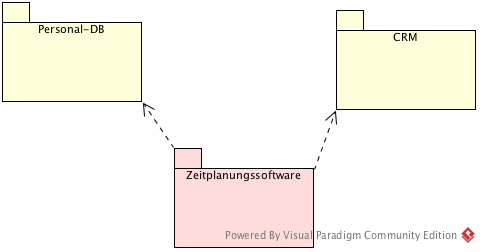 Personal-DB
CRM
Zeitplanungssoftware
Powered By Visual Paradigm Community Edition